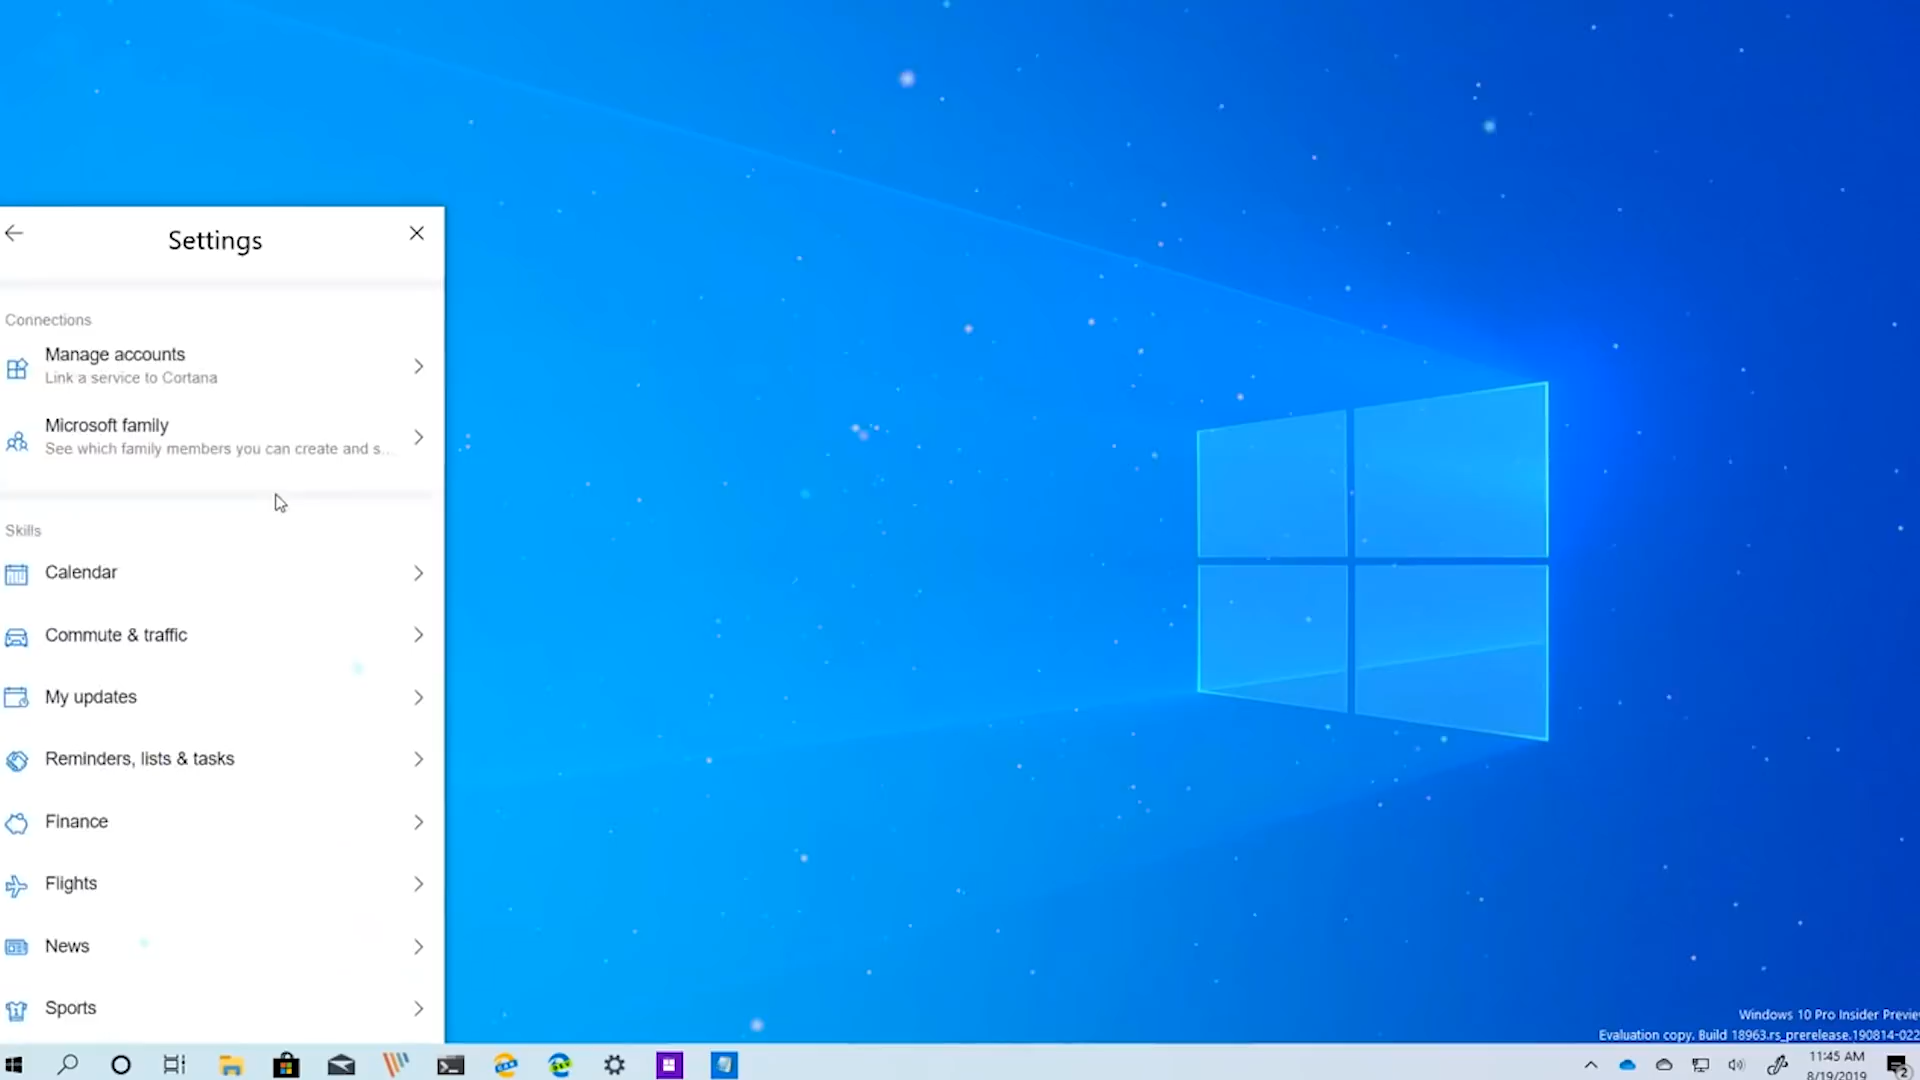 Settings
Connections
Manage accounts
Link a service to Cortana
Microsoft family
See which family members you can create and s...
Skills
Calendar
Commute & traffic
My updates
Reminders, lists & tasks
Finance
Flights
News
Sports
Windows 10 Pro Insider Preview
Evaluation copy. Build 18963.rs_prerelease.190814-022
11:45 AM
8/19/2019
2